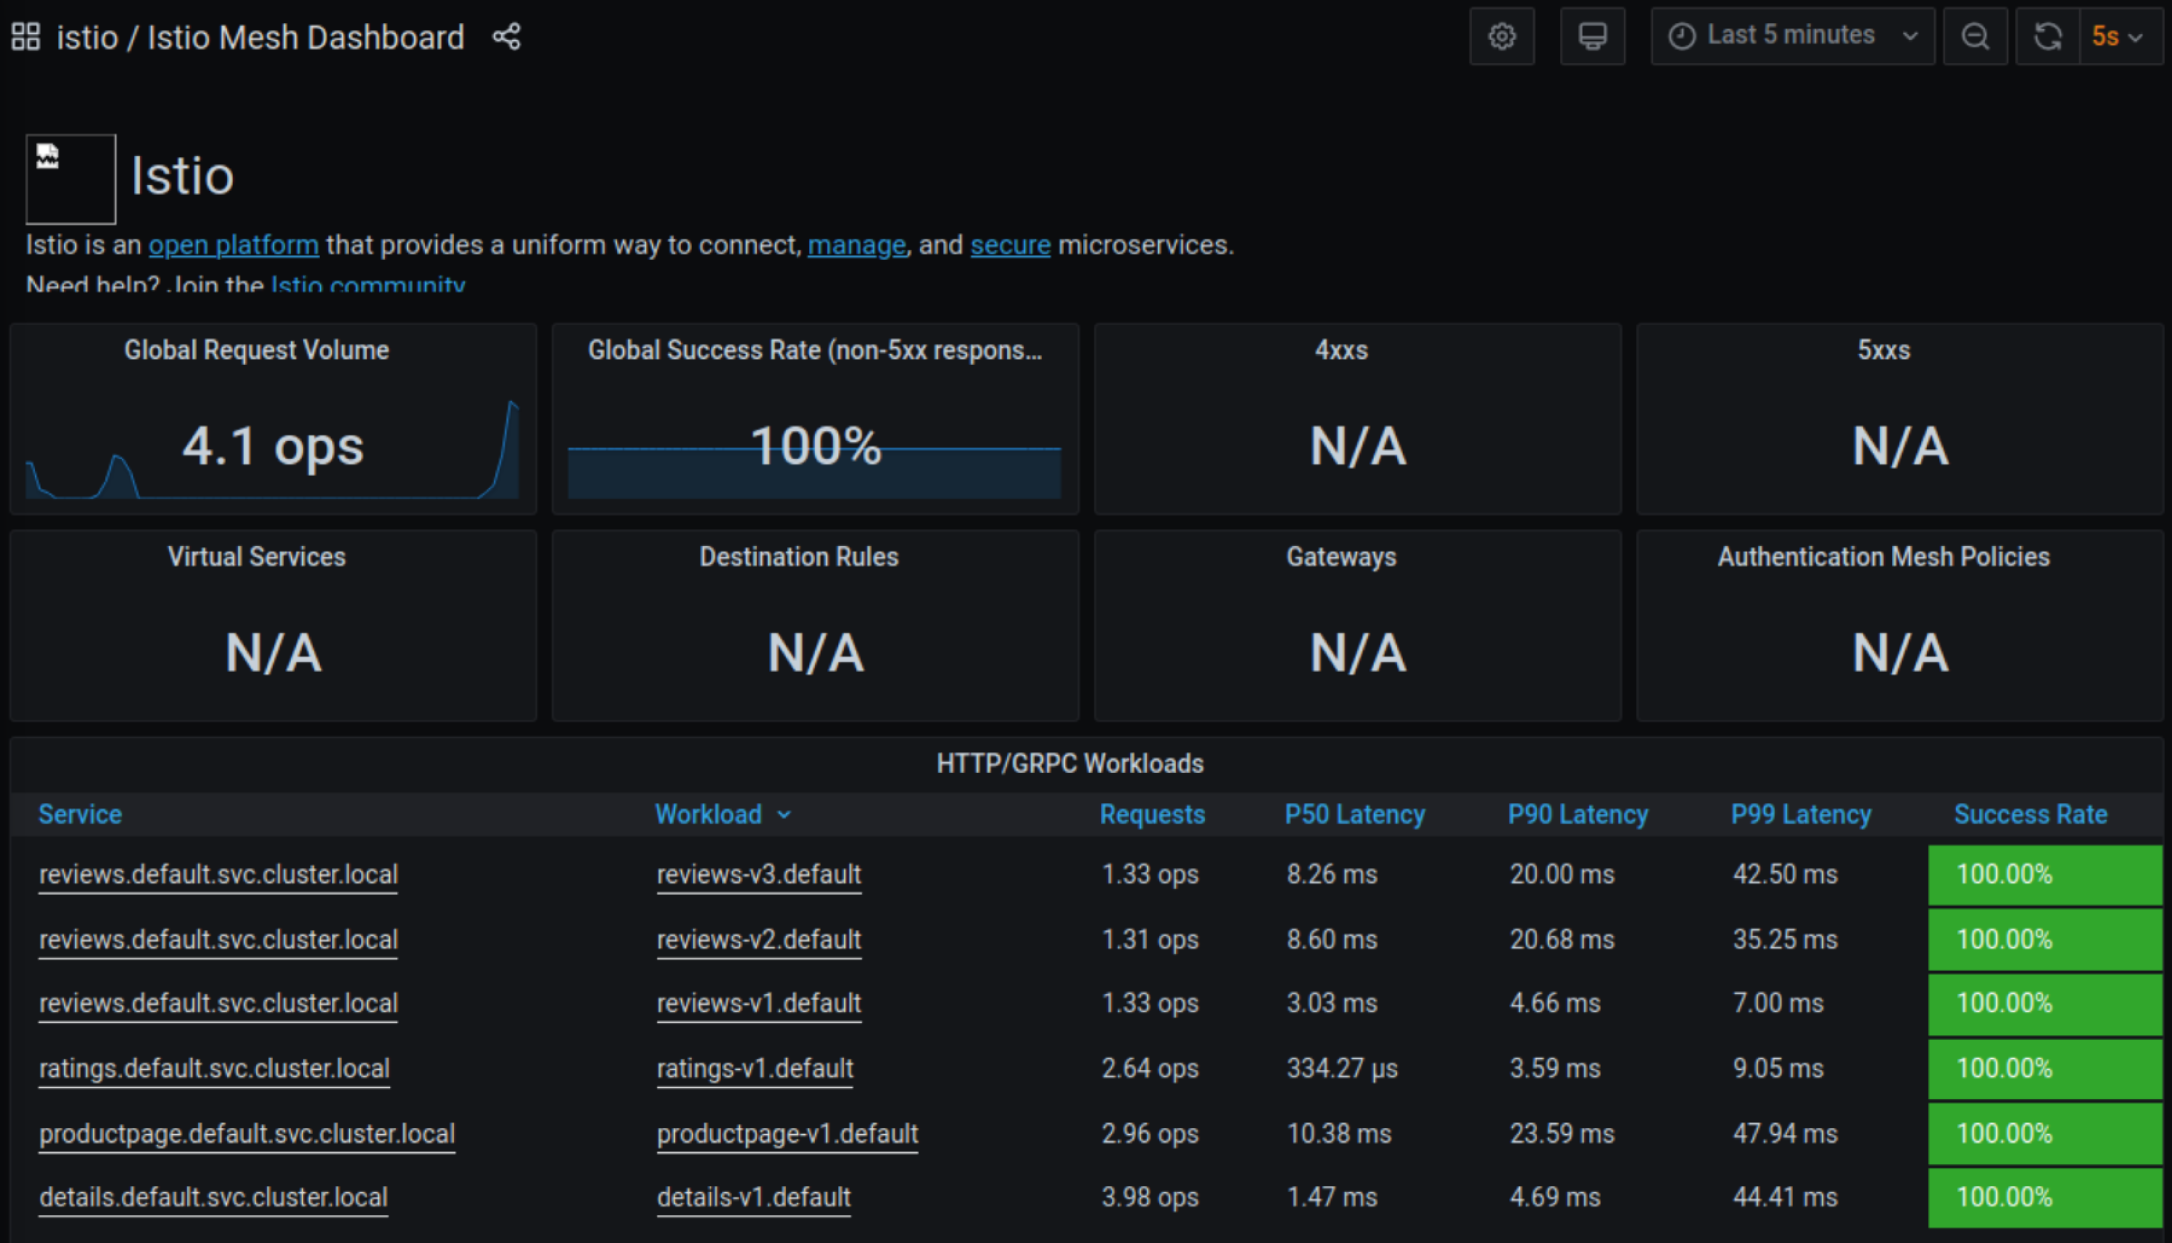 istio / Istio Mesh Dashboard
Last 5 minutes
5s
Istio
Istio is an open platform that provides a uniform way to connect, manage, and secure microservices.
Need help? Join the Istio community
Global Request Volume
4.1 ops
Global Success Rate (non-5xx respons...
100%
4xxs
N/A
5xxs
N/A
Virtual Services
N/A
Destination Rules
N/A
Gateways
N/A
Authentication Mesh Policies
N/A
HTTP/GRPC Workloads
Service Workload Requests P50 Latency P90 Latency P99 Latency Success Rate
reviews.default.svc.cluster.local reviews-v3.default 1.33 ops 8.26 ms 20.00 ms 42.50 ms 100.00%
reviews.default.svc.cluster.local reviews-v2.default 1.31 ops 8.60 ms 20.68 ms 35.25 ms 100.00%
reviews.default.svc.cluster.local reviews-v1.default 1.33 ops 3.03 ms 4.66 ms 7.00 ms 100.00%
ratings.default.svc.cluster.local ratings-v1.default 2.64 ops 334.27 µs 3.59 ms 9.05 ms 100.00%
productpage.default.svc.cluster.local productpage-v1.default 2.96 ops 10.38 ms 23.59 ms 47.94 ms 100.00%
details.default.svc.cluster.local details-v1.default 3.98 ops 1.47 ms 4.69 ms 44.41 ms 100.00%